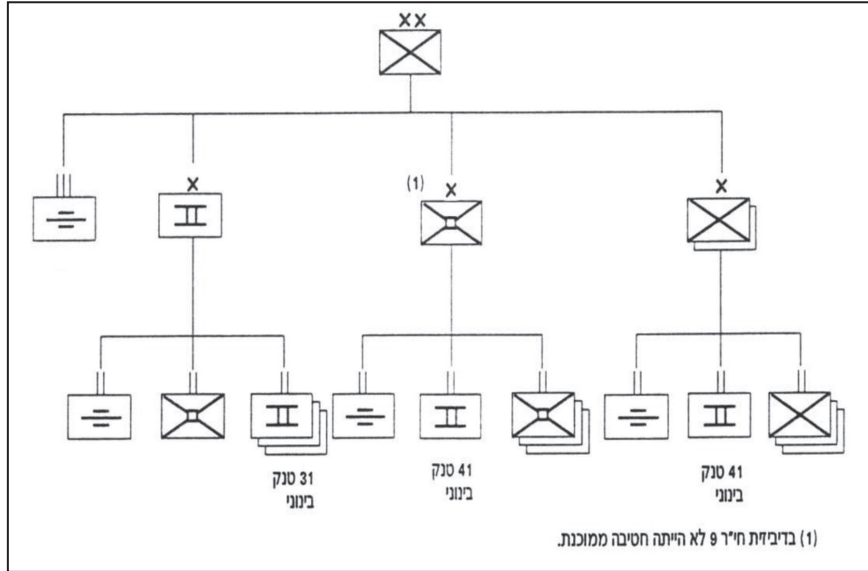 XX
X
(1)
X
X
31 טנק
בינוני
41 טנק
בינוני
41 טנק
בינוני
(1) בדיביזית חי"ר 9 לא הייתה חטיבה ממוכנת.